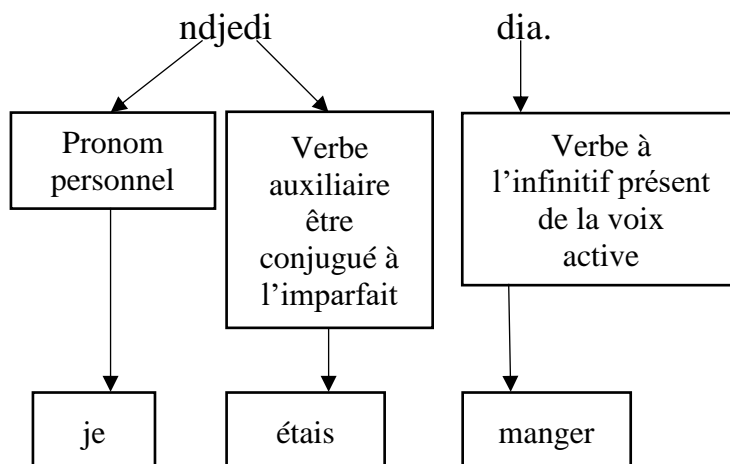 ndjedi dia.
Pronom
personnel
Verbe
auxiliaire
être
conjugué à
l’imparfait
Verbe à
l’infinitif présent
de la voix
active
je
étais
manger